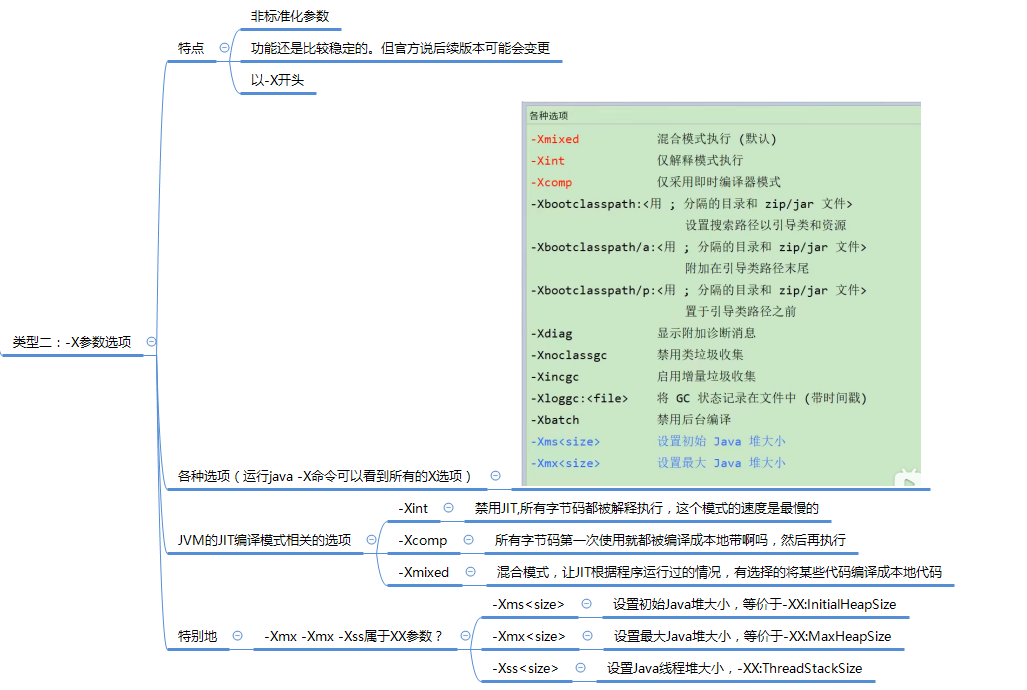 非标准化参数
特点
功能还是比较稳定的。但官方说后续版本可能会变更
以-X开头
各种选项
-Xmixed 混合模式执行 (默认)
-Xint 仅解释模式执行
-Xcomp 仅采用即时编译器模式
-Xbootclasspath:<用 ; 分隔的目录和 zip/jar 文件>
设置搜索路径以引导类和资源
-Xbootclasspath/a:<用 ; 分隔的目录和 zip/jar 文件>
附加在引导类路径末尾
-Xbootclasspath/p:<用 ; 分隔的目录和 zip/jar 文件>
置于引导类路径之前
-Xdiag 显示附加诊断消息
-Xnoclassgc 禁用类垃圾收集
-Xincgc 启用增量垃圾收集
-Xloggc:<file> 将 GC 状态记录在文件中 (带时间戳)
-Xbatch 禁用后台编译
-Xms<size> 设置初始 Java 堆大小
-Xmx<size> 设置最大 Java 堆大小
类型二：-X参数选项
各种选项（运行java -X命令可以看到所有的X选项）
-Xint 禁用JIT,所有字节码都被解释执行，这个模式的速度是最慢的
JVM的JIT编译模式相关的选项
-Xcomp 所有字节码第一次使用就都被编译成本地带啊吗，然后再执行
-Xmixed 混合模式，让JIT根据程序运行过的情况，有选择的将某些代码编译成本地代码
-Xms<size> 设置初始Java堆大小，等价于-XX:InitialHeapSize
特别地
-Xmx -Xmx -Xss属于XX参数？
-Xmx<size> 设置最大Java堆大小，等价于-XX:MaxHeapSize
-Xss<size> 设置Java线程堆大小，-XX:ThreadStackSize